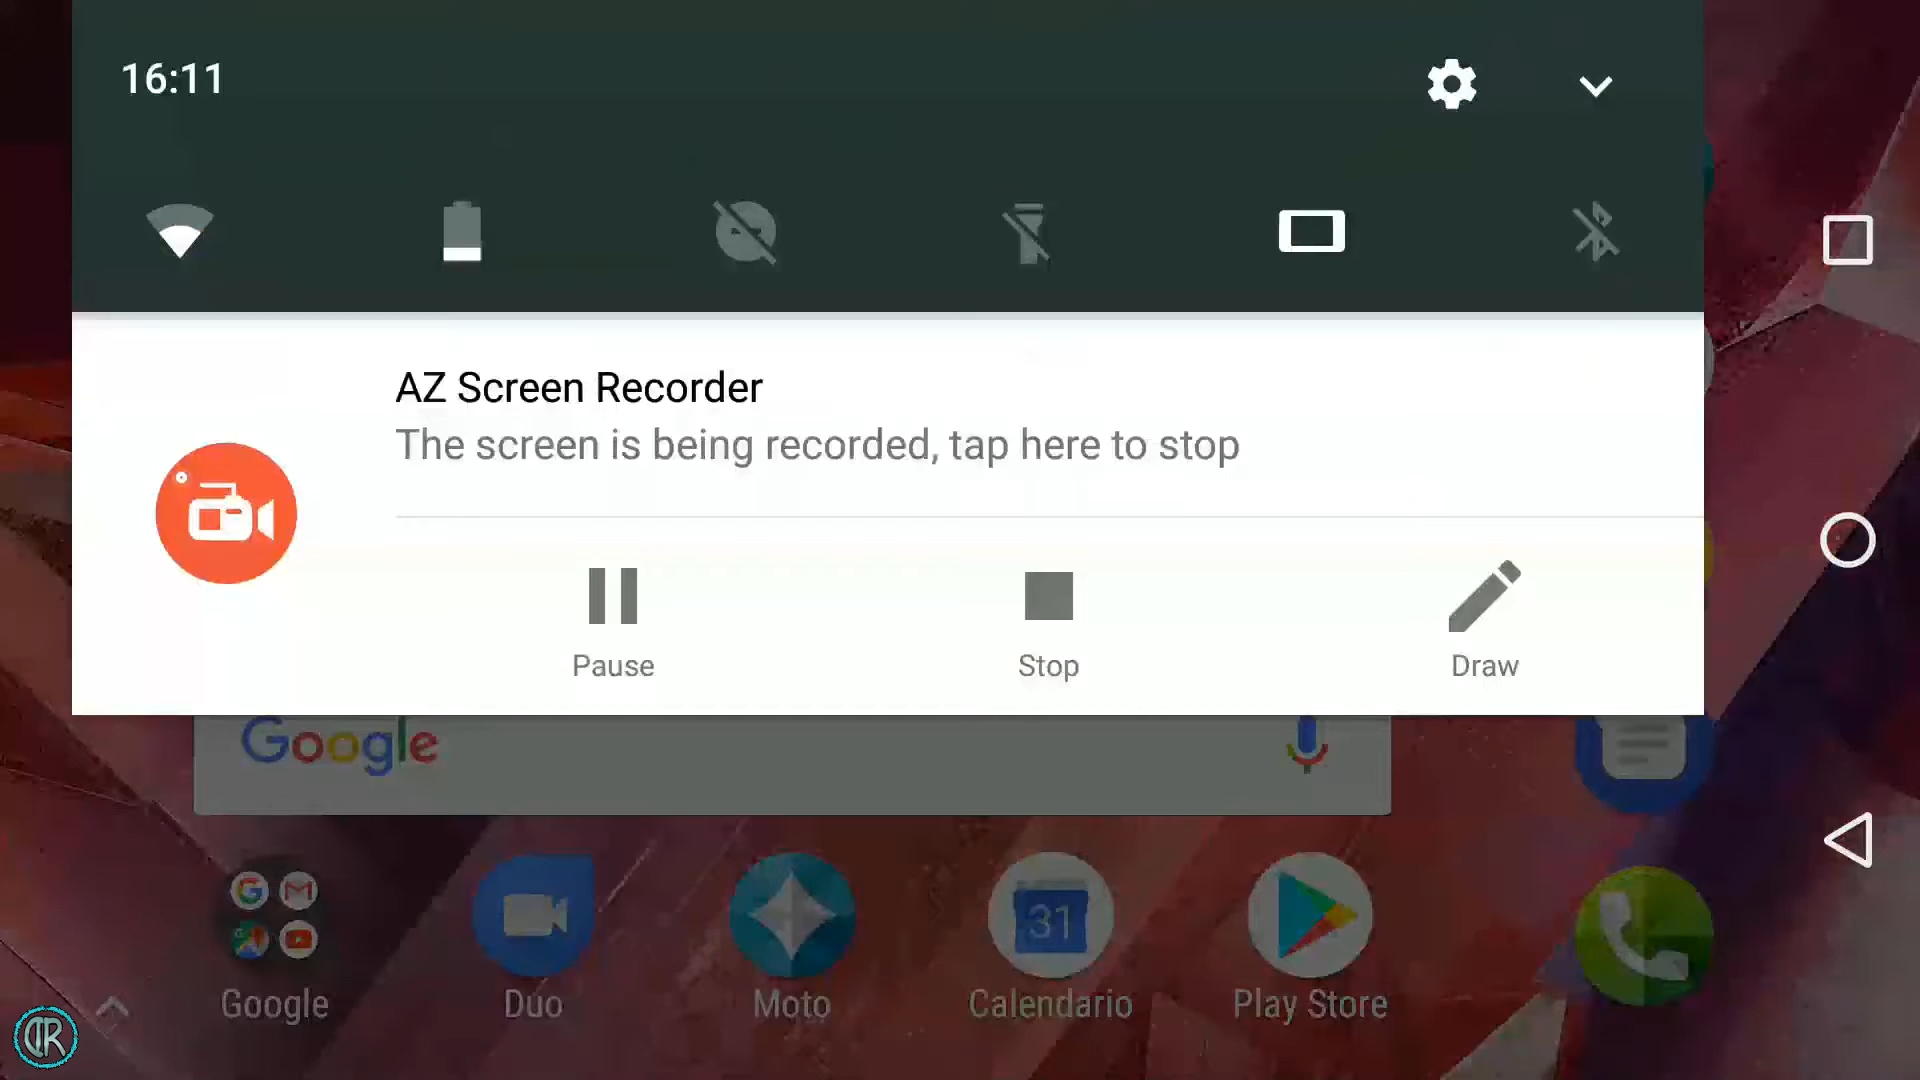 16:11
AZ Screen Recorder
The screen is being recorded, tap here to stop
Pause
Stop
Draw
Google
31
Google
Duo
Moto
Calendario
Play Store